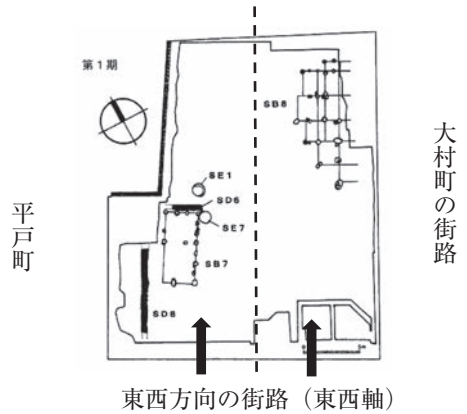 第1期
SB8
大村町の街路
SE1
SD6
平戸町
SE7
SB7
SD8
東西方向の街路（東西軸）